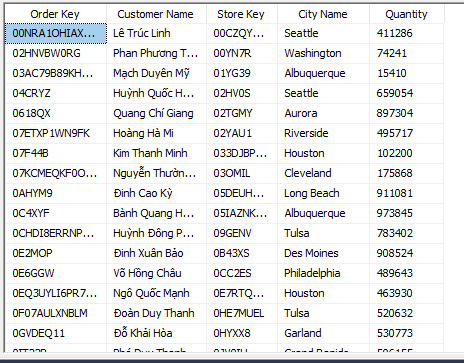 Order Key Customer Name Store Key City Name Quantity
00NRA1OHIAX... Lê Trúc Linh 00CZQY... Seattle 411286
02HNVBW0RG Phan Phương T... 00YN7R Washington 74241
03AC79B89KH... Mạch Duyên Mỹ 01YG39 Albuquerque 15410
04CRYZ Huỳnh Quốc H... 02HV0S Seattle 659054
0618QX Quang Chí Giang 02TGMY Aurora 897304
07ETXP1WN9FK Hoàng Hà Mi 02YAU1 Riverside 495717
07F44B Kim Thanh Minh 033DJBP... Houston 102200
07KCMEQKF0O... Nguyễn Thườn... 03OMIL Cleveland 175868
0AHYM9 Đinh Cao Kỳ 05DEUH... Long Beach 911081
0C4XYF Bành Quang H... 05IAZNK... Albuquerque 973845
0CHDI8ERRNP... Huỳnh Đông P... 09GENV Tulsa 783402
0E2MOP Đinh Xuân Bảo 0B43XS Des Moines 908524
0E6GGW Võ Hồng Châu 0CC2ES Philadelphia 489643
0EQ3UYLI6PR7... Ngô Quốc Mạnh 0E7RTQ... Houston 463930
0F07AULXNBLM Đoàn Duy Thanh 0HE7MUEL Tulsa 520632
0GVDEQ11 Đỗ Khải Hòa 0HYXX8 Garland 530773